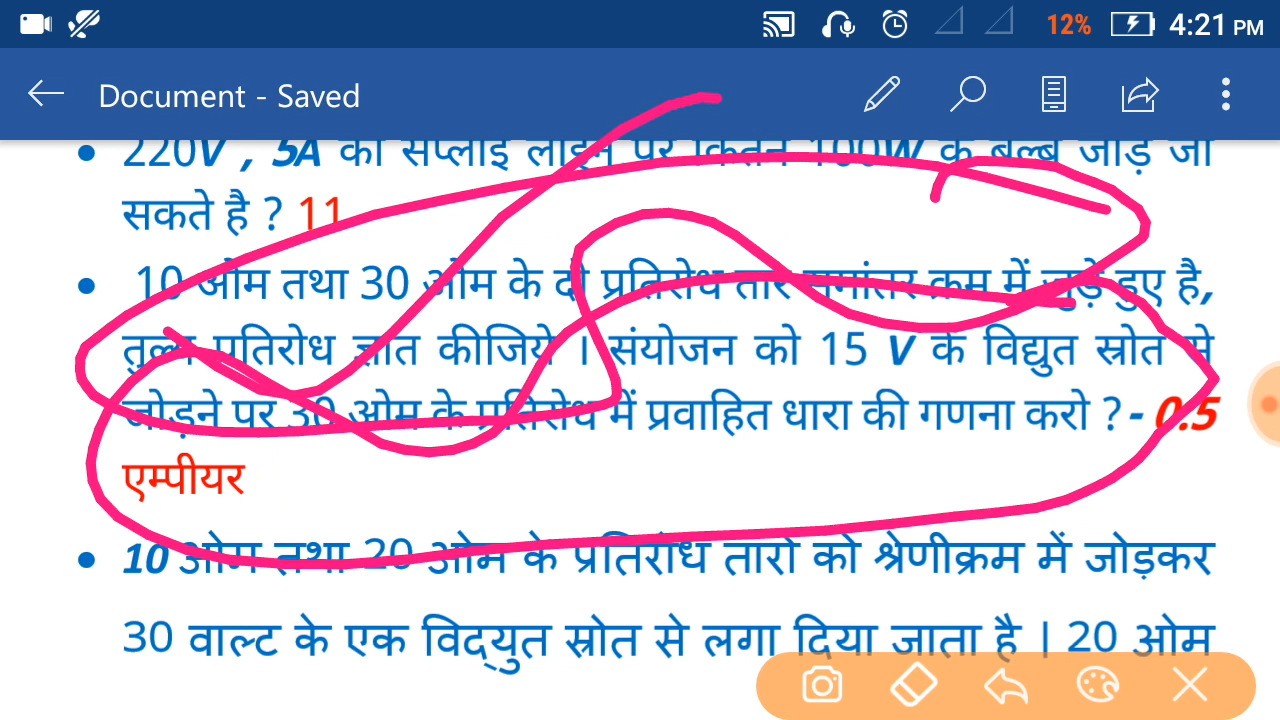 12% 4:21 PM
Document - Saved
220V , 5A की सप्लाई लाइन पर कितने 100W के बल्ब जोड़े जा
सकते है ? 11
10 ओम तथा 30 ओम के दो प्रतिरोध तार समांतर क्रम में जुड़े हुए है,
तुल्य प्रतिरोध ज्ञात कीजिये । संयोजन को 15 V के विद्युत स्रोत से
जोड़ने पर 30 ओम के प्रतिरोध में प्रवाहित धारा की गणना करो ? - 0.5
एम्पीयर
10 ओम तथा 20 ओम के प्रतिरोध तारो को श्रेणीक्रम में जोड़कर
30 वाल्ट के एक विद्युत स्रोत से लगा दिया जाता है | 20 ओम